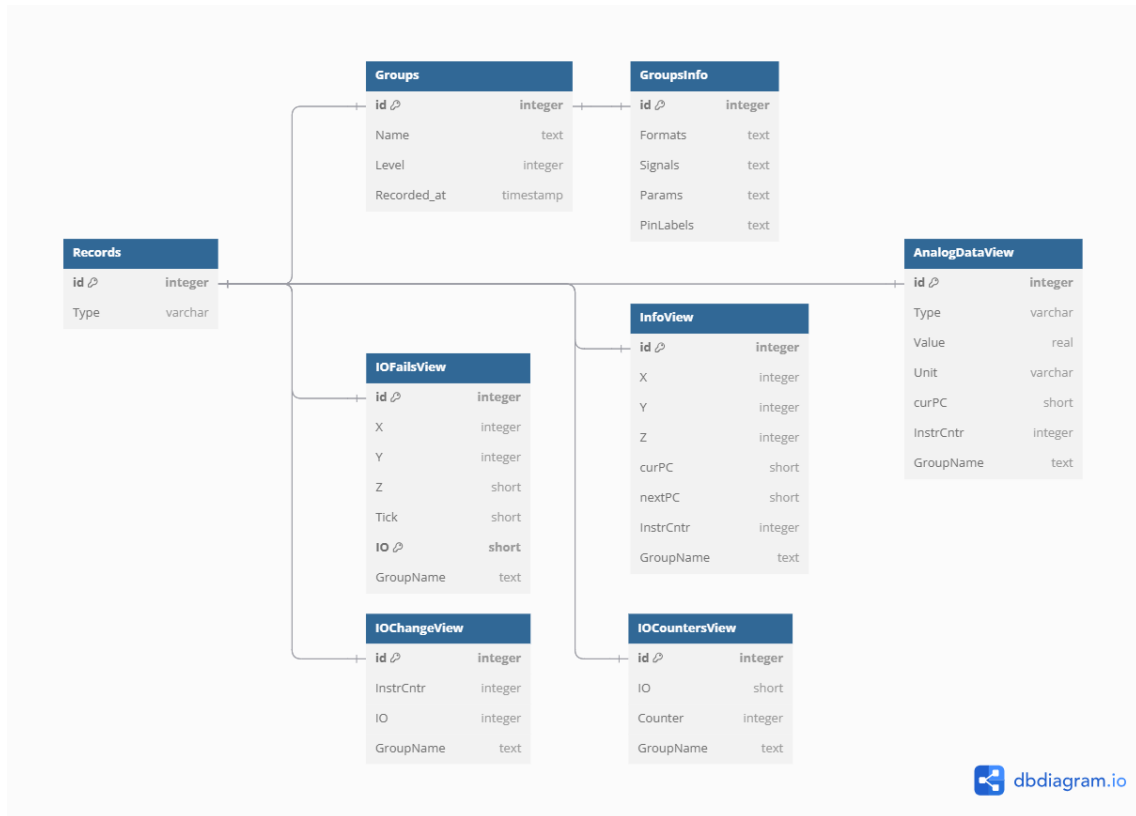 Groups
id integer
Name text
Level integer
Recorded_at timestamp
GroupsInfo
id integer
Formats text
Signals text
Params text
PinLabels text
Records
id integer
Type varchar
AnalogDataView
id integer
Type varchar
Value real
Unit varchar
curPC short
InstrCntr integer
GroupName text
InfoView
id integer
X integer
Y integer
Z integer
curPC short
nextPC short
InstrCntr integer
GroupName text
IOFailsView
id integer
X integer
Y integer
Z short
Tick short
IO short
GroupName text
IOChangeView
id integer
InstrCntr integer
IO integer
GroupName text
IOCountersView
id integer
IO short
Counter integer
GroupName text
dbdiagram.io